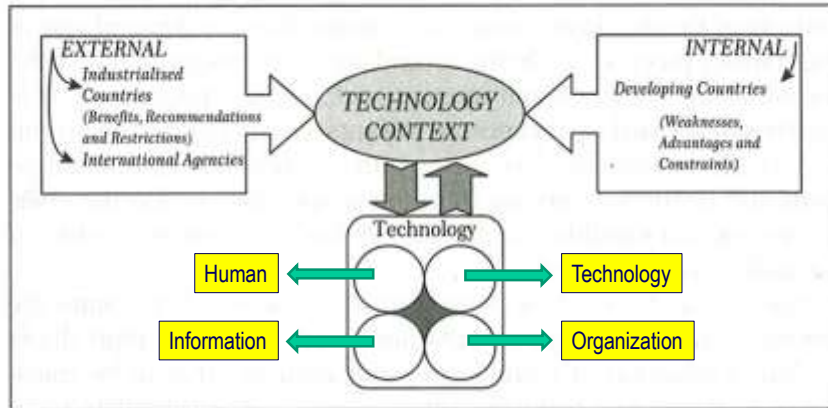 EXTERNAL
Industrialised
Countries
(Benefits, Recommendations
and Restrictions)
International Agencies
TECHNOLOGY
CONTEXT
INTERNAL
Developing Countries
(Weaknesses,
Advantages and
Constraints)
Technology
Human
Technology
Information
Organization